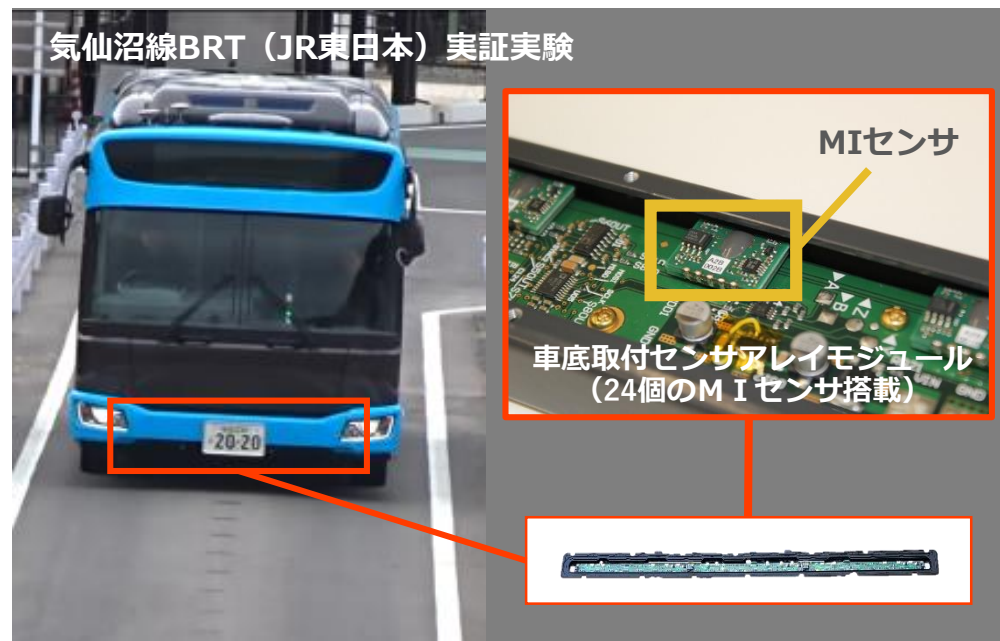 気仙沼線BRT（JR東日本）実証実験
MIセンサ
A2B
車底取付センサアレイモジュール
（24個のＭＩセンサ搭載）
GND
20-20